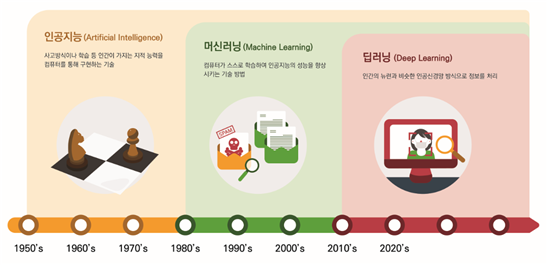 인공지능 (Artificial Intelligence)
사고방식이나 학습 등 인간이 가지는 지적 능력을
컴퓨터를 통해 구현하는 기술
머신러닝 (Machine Learning)
컴퓨터가 스스로 학습하여 인공지능의 성능을 향상
시키는 기술 방법
딥러닝 (Deep Learning)
인간의 뉴런과 비슷한 인공신경망 방식으로 정보를 처리
SPAM
1950's
1960's
1970's
1980's
1990's
2000's
2010's
2020's